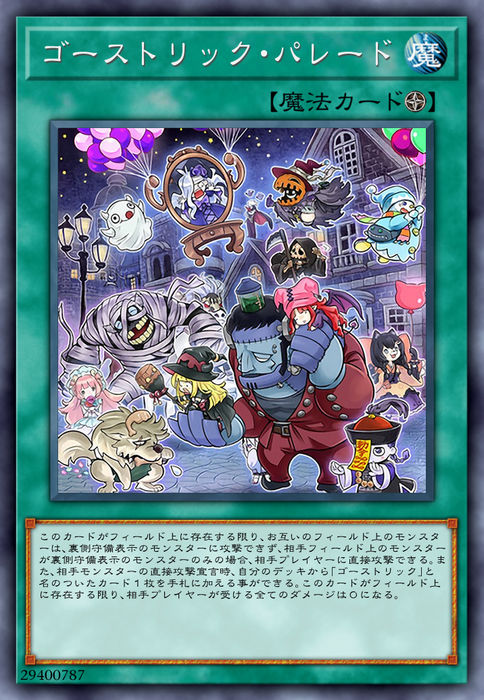 ゴーストリック・パレード
魔
【魔法カード】
このカードがフィールド上に存在する限り、お互いのフィールド上のモンスタ
ーは、裏側守備表示のモンスターに攻撃できず、相手フィールド上のモンスター
が裏側守備表示のモンスターのみの場合、相手プレイヤーに直接攻撃できる。ま
た、相手モンスターの直接攻撃宣言時、自分のデッキから「ゴーストリック」と
名のついたカード１枚を手札に加える事ができる。このカードがフィールド上
に存在する限り、相手プレイヤーが受ける全てのダメージは０になる。
29400787